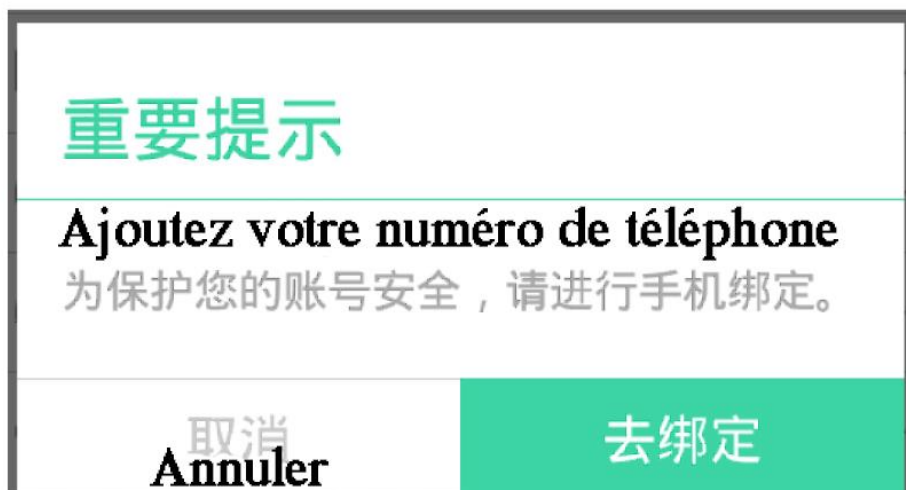 重要提示
Ajoutez votre numéro de téléphone
为保护您的账号安全，请进行手机绑定。
取消
Annuler
去绑定